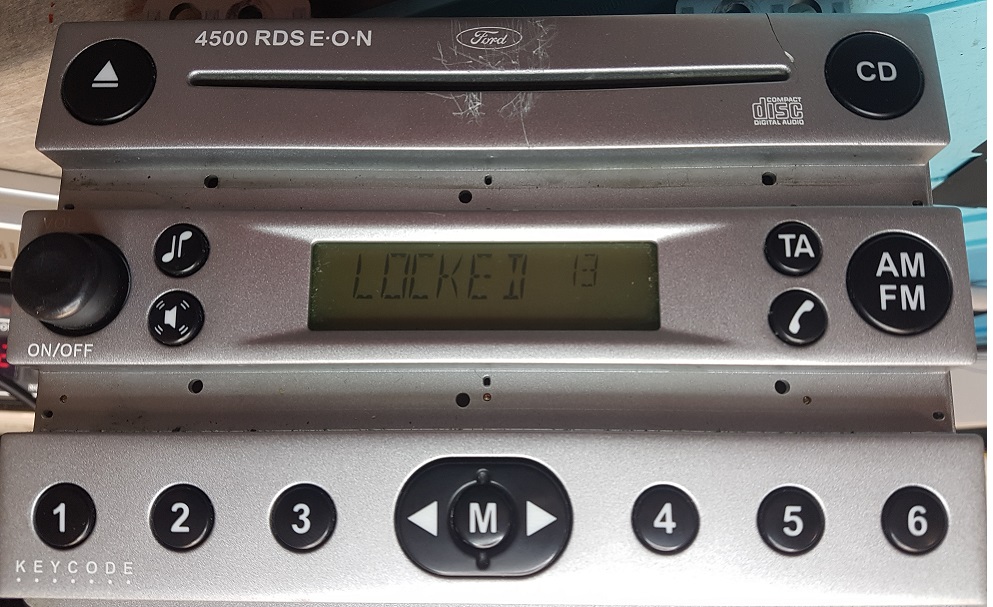 4500 RDS E·O·N
Ford
CD
COMPACT
disc
DIGITAL AUDIO
TA
AM
FM
LOCKED 13
ON/OFF
1 2 3 M 4 5 6
KEYCODE